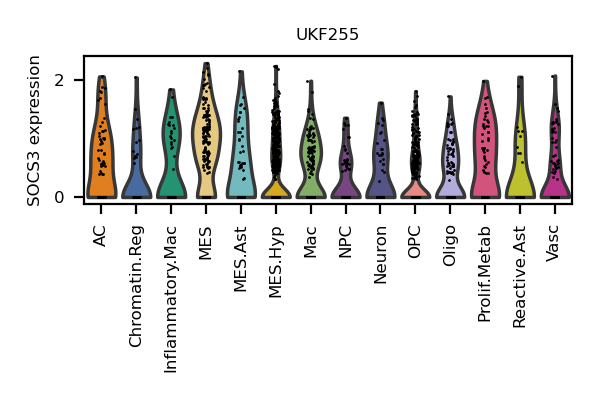 UKF255
SOCS3 expression
2
0
AC
Chromatin.Reg
Inflammatory.Mac
MES
MES.Ast
MES.Hyp
Mac
NPC
Neuron
OPC
Oligo
Prolif.Metab
Reactive.Ast
Vasc